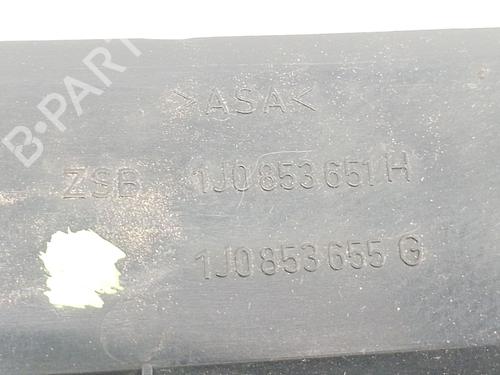 B-PARTS
>ASA<
ZSB 1J0 853 651 H
1J0 853 655 G